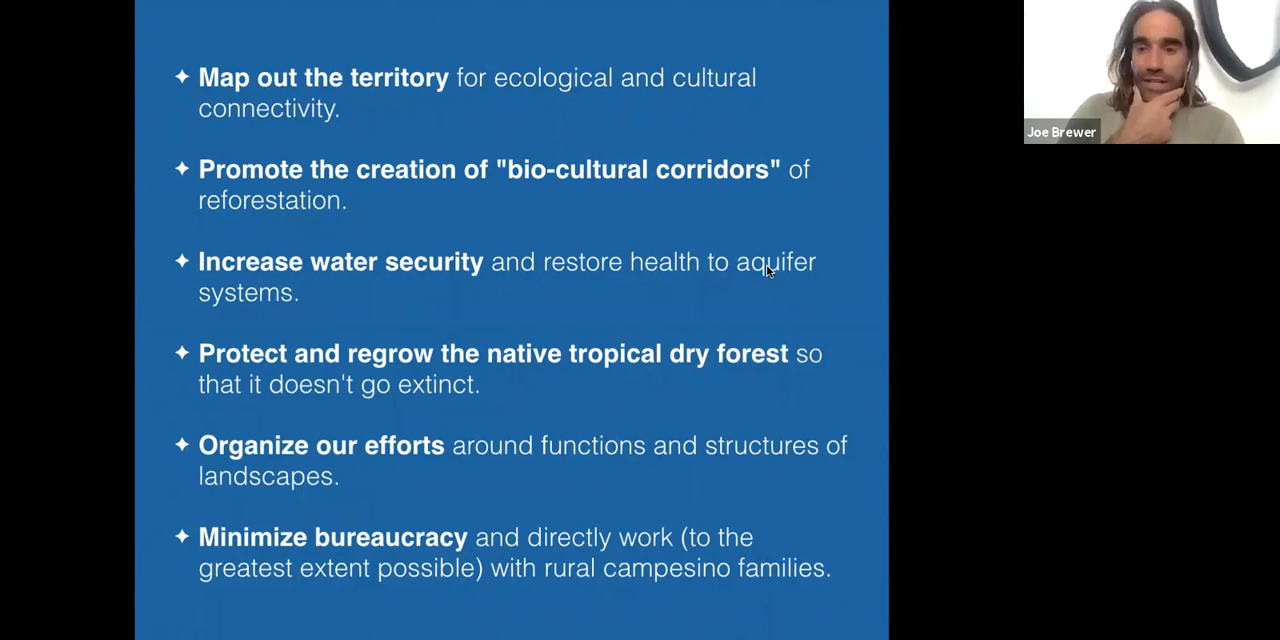 ✦ Map out the territory for ecological and cultural
connectivity.
✦ Promote the creation of "bio-cultural corridors" of
reforestation.
✦ Increase water security and restore health to aquifer
systems.
✦ Protect and regrow the native tropical dry forest so
that it doesn't go extinct.
✦ Organize our efforts around functions and structures of
landscapes.
✦ Minimize bureaucracy and directly work (to the
greatest extent possible) with rural campesino families.
Joe Brewer